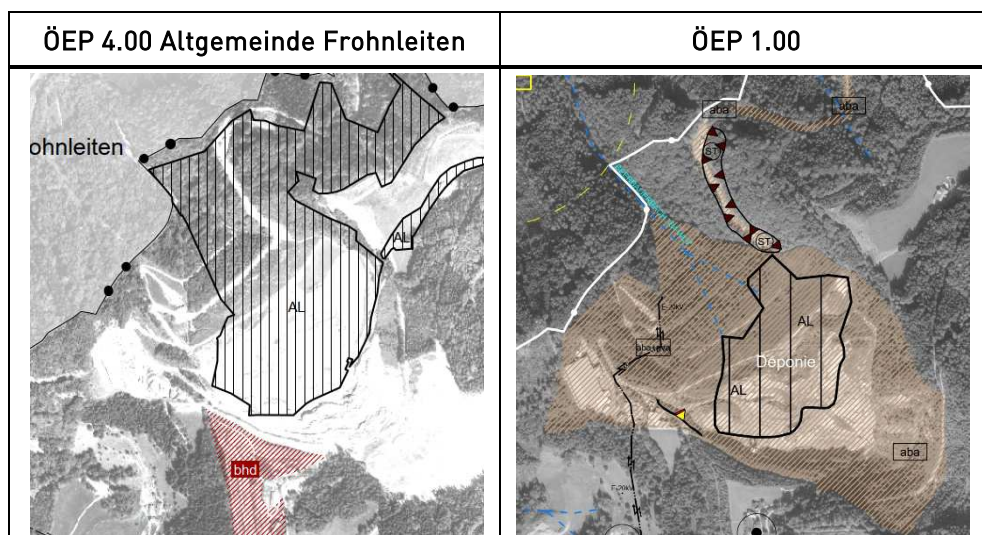 ÖEP 4.00 Altgemeinde Frohnleiten
ÖEP 1.00
ohnleiten
AL
AL
bhd
aba
aba
ST
ST
AL
Deponie
AL
aba
E-20kV